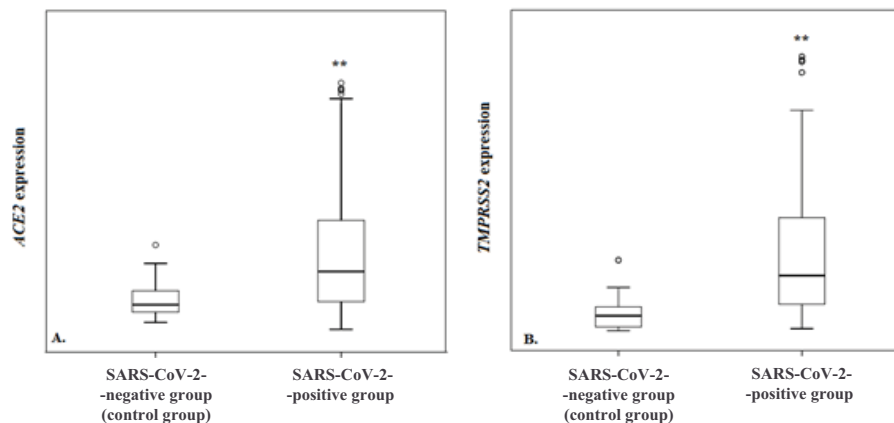 **
ACE2 expression
A.
SARS-CoV-2-
-negative group
(control group)
SARS-CoV-2-
-positive group
**
TMPRSS2 expression
B.
SARS-CoV-2-
-negative group
(control group)
SARS-CoV-2-
-positive group